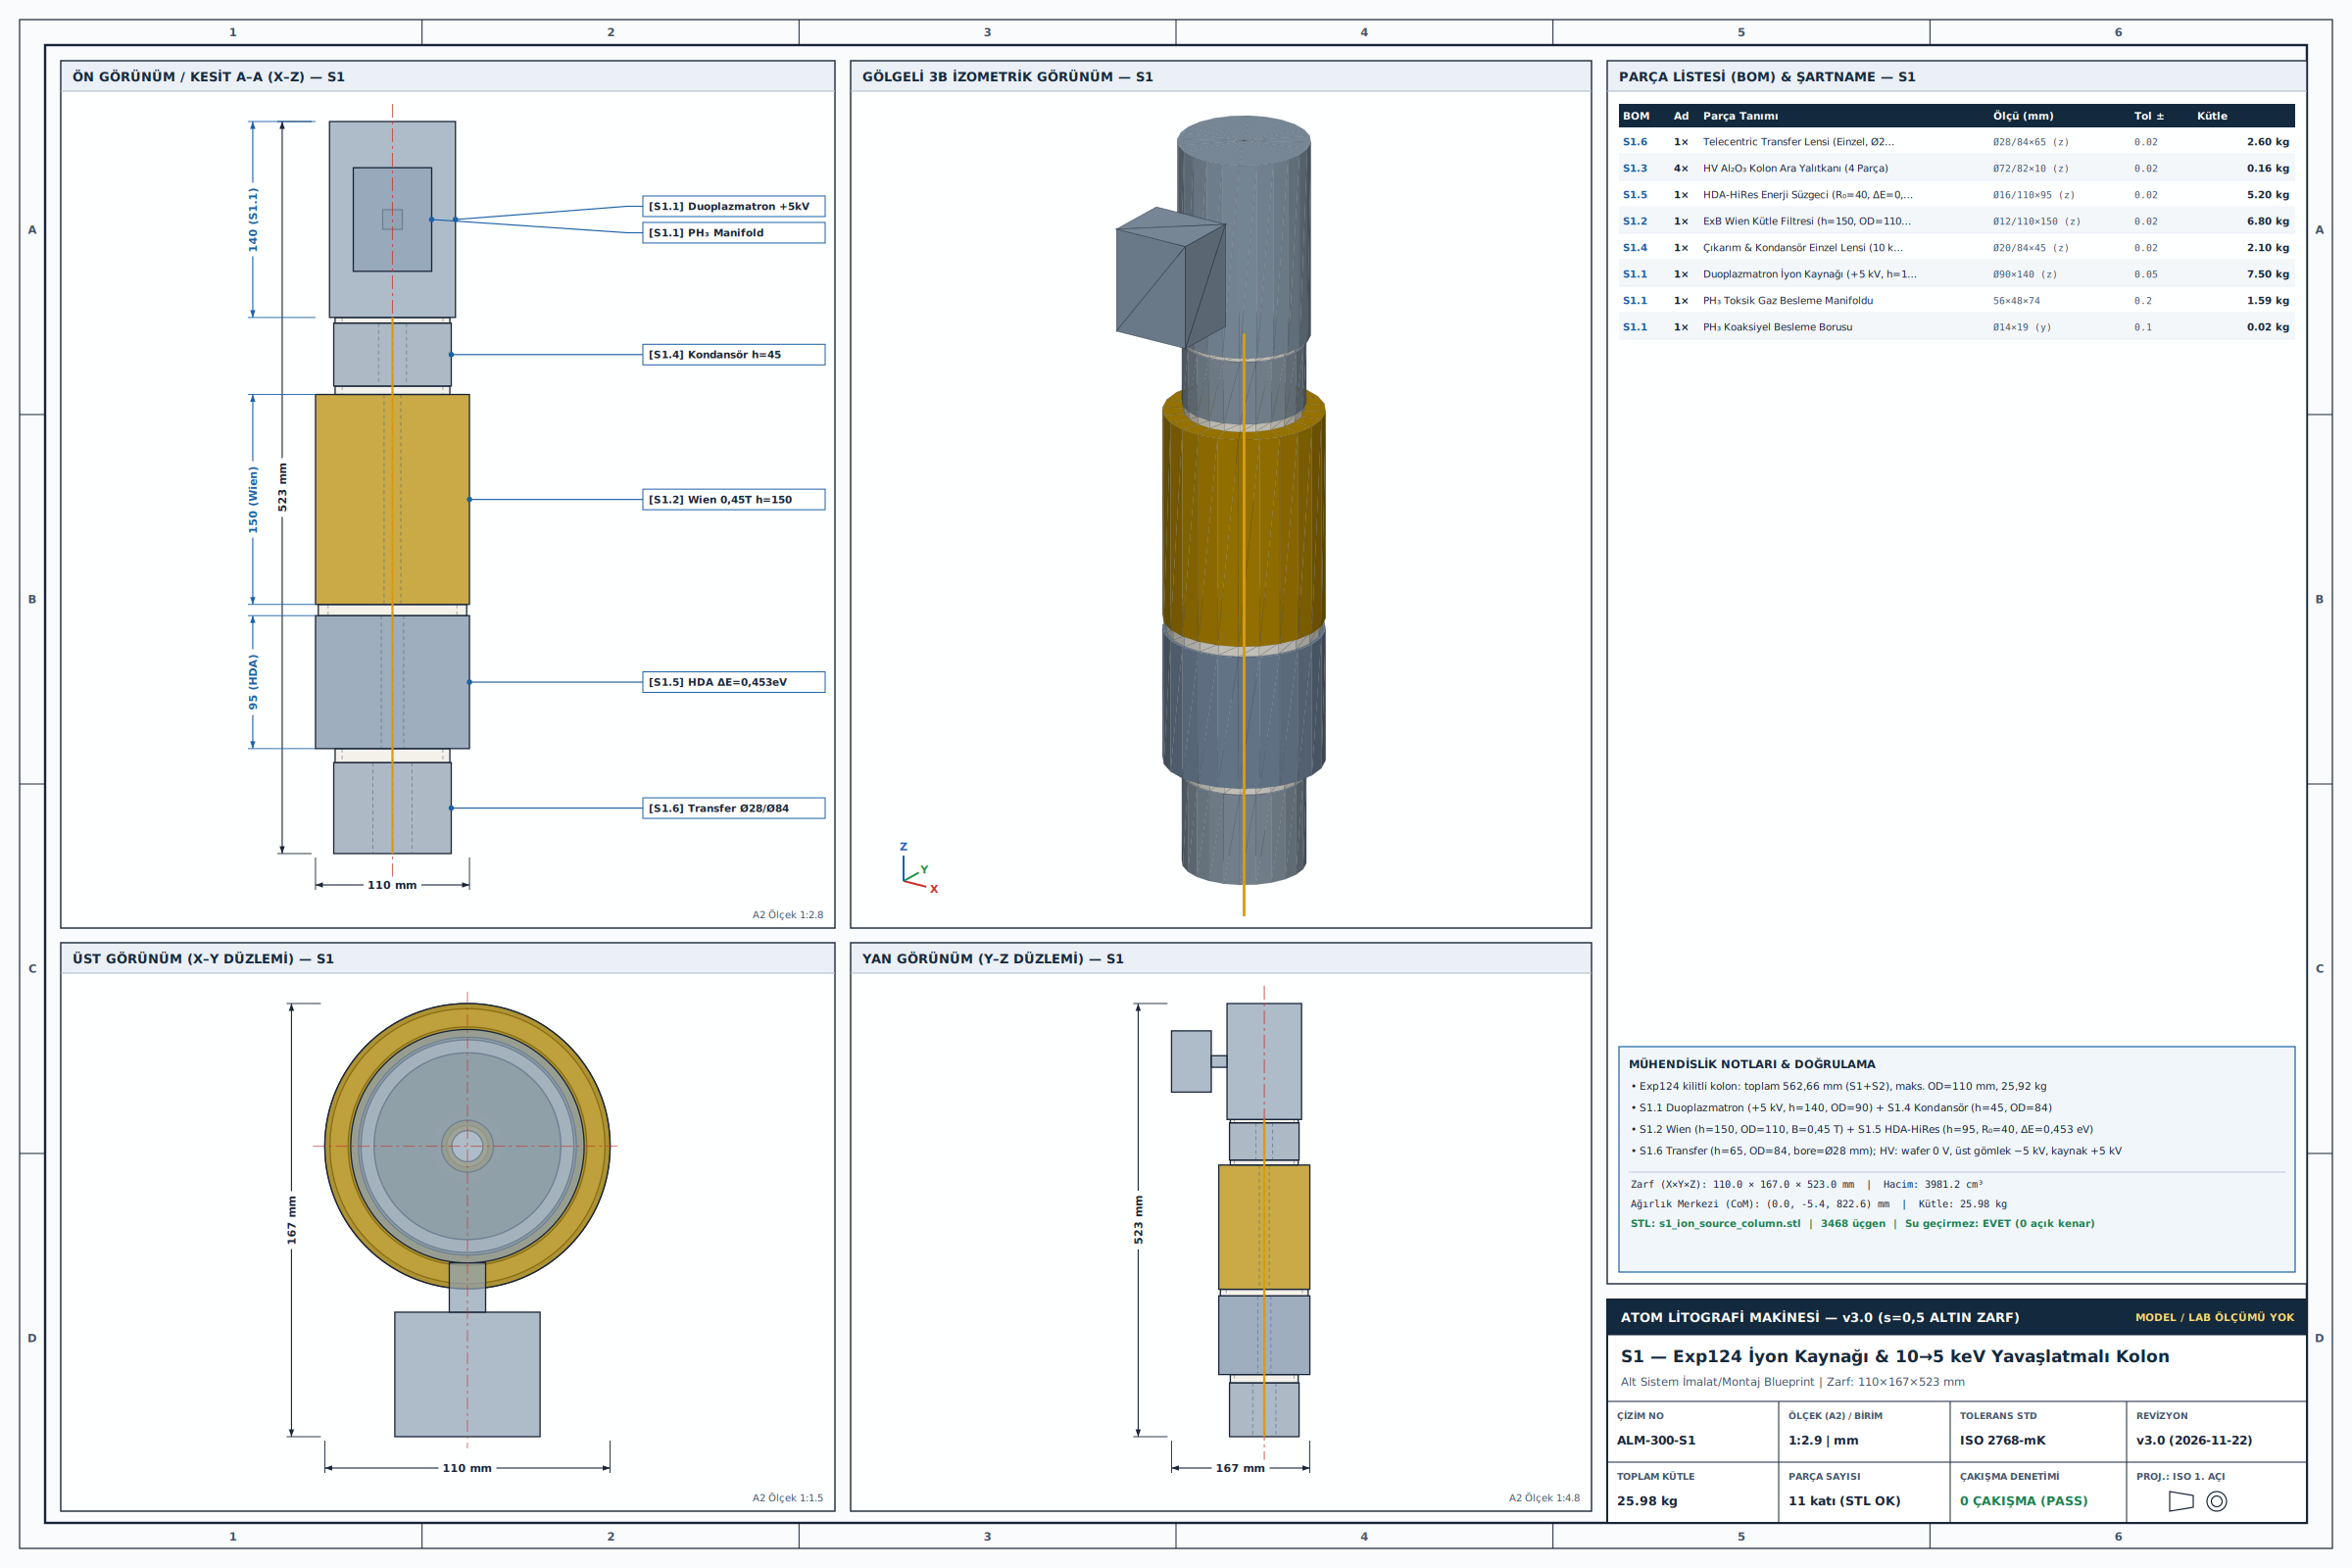 1 2 3 4 5 6
A
B
C
D
A
B
C
D
ÖN GÖRÜNÜM / KESİT A–A (X–Z) — S1
140 (S1.1)
150 (Wien)
523 mm
95 (HDA)
110 mm
[S1.1] Duoplazmatron +5kV
[S1.1] PH₃ Manifold
[S1.4] Kondansör h=45
[S1.2] Wien 0,45T h=150
[S1.5] HDA ΔE=0,453eV
[S1.6] Transfer Ø28/Ø84
A2 Ölçek 1:2.8
GÖLGELİ 3B İZOMETRİK GÖRÜNÜM — S1
Z
Y
X
PARÇA LİSTESİ (BOM) & ŞARTNAME — S1
BOM Ad Parça Tanımı Ölçü (mm) Tol ± Kütle
S1.6 1× Telecentric Transfer Lensi (Einzel, Ø2... Ø28/84×65 (z) 0.02 2.60 kg
S1.3 4× HV Al₂O₃ Kolon Ara Yalıtkanı (4 Parça) Ø72/82×10 (z) 0.02 0.16 kg
S1.5 1× HDA-HiRes Enerji Süzgeci (R₀=40, ΔE=0,... Ø16/110×95 (z) 0.02 5.20 kg
S1.2 1× ExB Wien Kütle Filtresi (h=150, OD=110... Ø12/110×150 (z) 0.02 6.80 kg
S1.4 1× Çıkarım & Kondansör Einzel Lensi (10 k... Ø20/84×45 (z) 0.02 2.10 kg
S1.1 1× Duoplazmatron İyon Kaynağı (+5 kV, h=1... Ø90×140 (z) 0.05 7.50 kg
S1.1 1× PH₃ Toksik Gaz Besleme Manifoldu 56×48×74 0.2 1.59 kg
S1.1 1× PH₃ Koaksiyel Besleme Borusu Ø14×19 (y) 0.1 0.02 kg
ÜST GÖRÜNÜM (X–Y DÜZLEMİ) — S1
167 mm
110 mm
A2 Ölçek 1:1.5
YAN GÖRÜNÜM (Y–Z DÜZLEMİ) — S1
523 mm
167 mm
A2 Ölçek 1:4.8
MÜHENDİSLİK NOTLARI & DOĞRULAMA
• Exp124 kilitli kolon: toplam 562,66 mm (S1+S2), maks. OD=110 mm, 25,92 kg
• S1.1 Duoplazmatron (+5 kV, h=140, OD=90) + S1.4 Kondansör (h=45, OD=84)
• S1.2 Wien (h=150, OD=110, B=0,45 T) + S1.5 HDA-HiRes (h=95, R₀=40, ΔE=0,453 eV)
• S1.6 Transfer (h=65, OD=84, bore=Ø28 mm); HV: wafer 0 V, üst gömlek −5 kV, kaynak +5 kV
Zarf (X×Y×Z): 110.0 × 167.0 × 523.0 mm | Hacim: 3981.2 cm³
Ağırlık Merkezi (CoM): (0.0, -5.4, 822.6) mm | Kütle: 25.98 kg
STL: s1_ion_source_column.stl | 3468 üçgen | Su geçirmez: EVET (0 açık kenar)
ATOM LİTOGRAFİ MAKİNESİ — v3.0 (s=0,5 ALTIN ZARF) MODEL / LAB ÖLÇÜMÜ YOK
S1 — Exp124 İyon Kaynağı & 10→5 keV Yavaşlatmalı Kolon
Alt Sistem İmalat/Montaj Blueprint | Zarf: 110×167×523 mm
ÇİZİM NO ÖLÇEK (A2) / BİRİM TOLERANS STD REVİZYON
ALM-300-S1 1:2.9 | mm ISO 2768-mK v3.0 (2026-11-22)
TOPLAM KÜTLE PARÇA SAYISI ÇAKIŞMA DENETİMİ PROJ.: ISO 1. AÇI
25.98 kg 11 katı (STL OK) 0 ÇAKIŞMA (PASS)
1 2 3 4 5 6